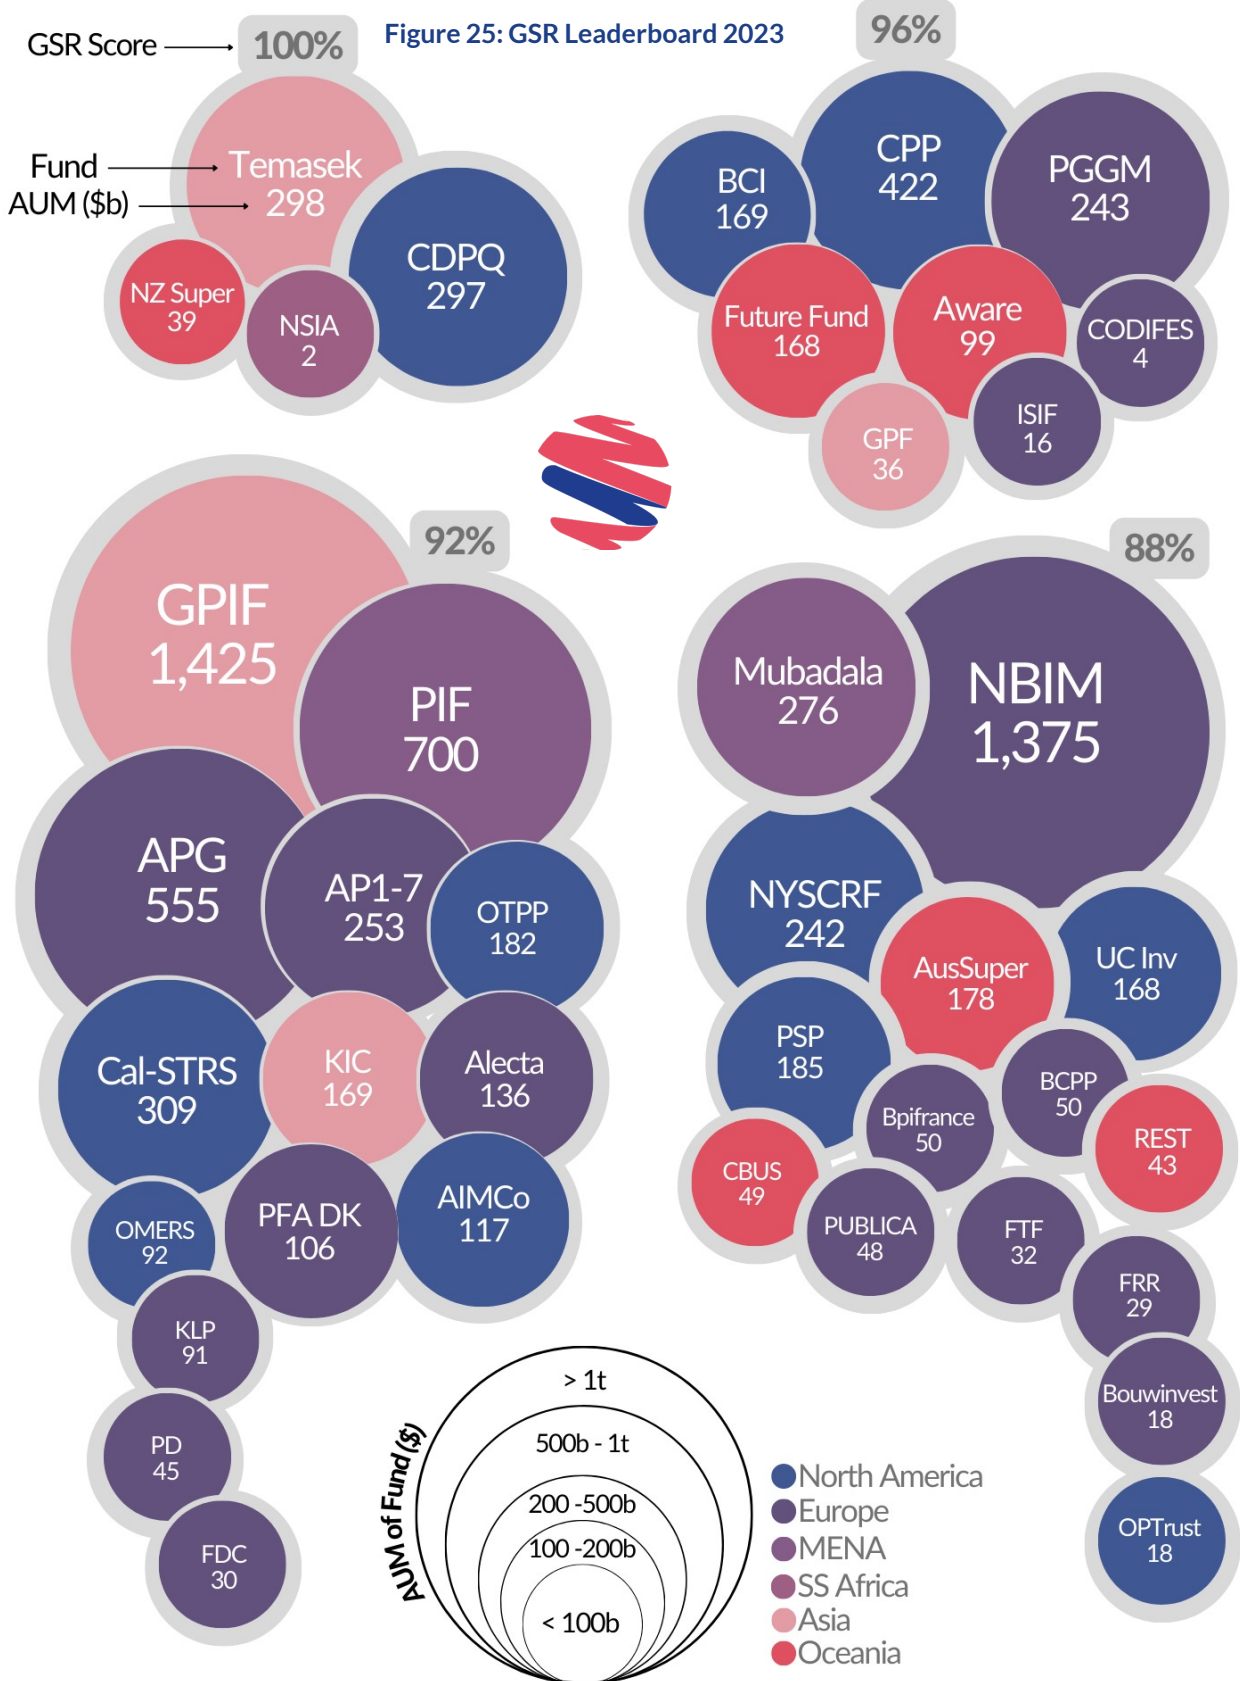 Figure 25: GSR Leaderboard 2023
GSR Score
100%
Fund
AUM ($b)
Temasek
298
CDPQ
297
NZ Super
39
NSIA
2
96%
CPP
422
BCI
169
PGGM
243
Future Fund
168
Aware
99
CODIFES
4
GPF
36
ISIF
16
92%
GPIF
1,425
PIF
700
APG
555
AP1-7
253
OTPP
182
Cal-STRS
309
KIC
169
Alecta
136
OMERS
92
PFA DK
106
AIMCo
117
KLP
91
PD
45
FDC
30
88%
Mubadala
276
NBIM
1,375
NYSCRF
242
AusSuper
178
UC Inv
168
PSP
185
Bpifrance
50
BCPP
50
REST
43
CBUS
49
PUBLICA
48
FTF
32
FRR
29
Bouwinvest
18
OPTrust
18
AUM of Fund ($)
> 1t
500b - 1t
200 -500b
100 -200b
< 100b
North America
Europe
MENA
SS Africa
Asia
Oceania